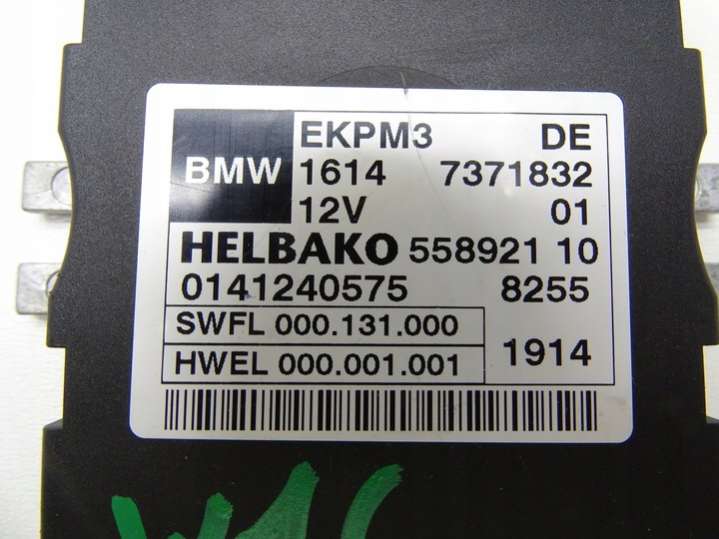 EKPM3 DE
BMW 1614 7371832
12V 01
HELBAKO 558921 10
0141240575 8255
SWFL 000.131.000
HWEL 000.001.001 1914